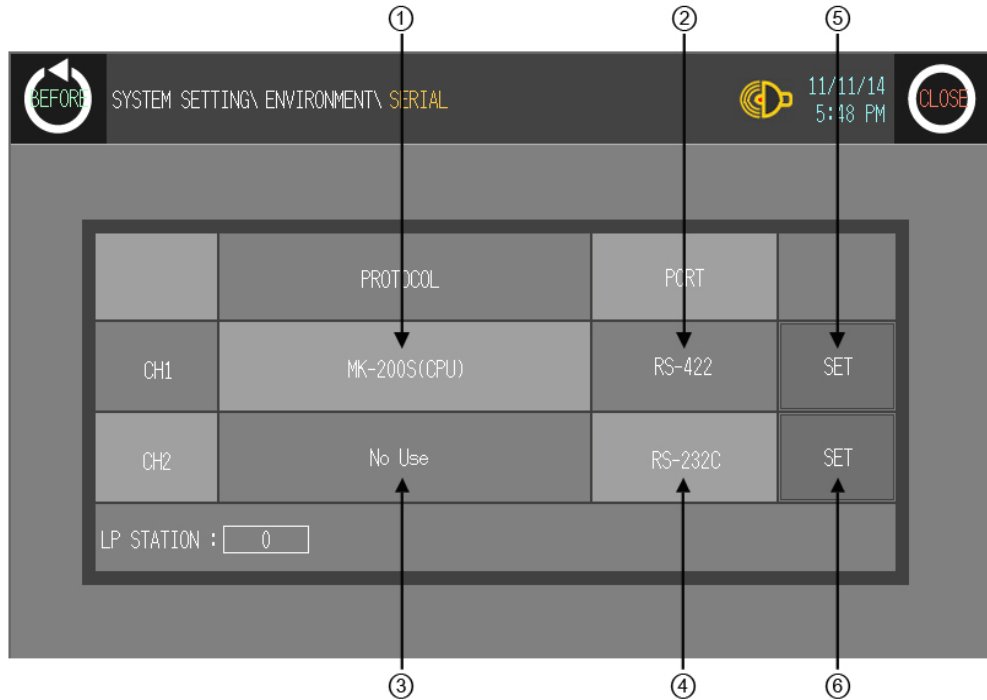 ① ② ⑤
BEFORE SYSTEM SETTING\ ENVIRONMENT\ SERIAL 11/11/14 CLOSE
5:48 PM
PROTOCOL PORT
CH1 MK-200S(CPU) RS-422 SET
CH2 No Use RS-232C SET
LP STATION : 0
③ ④ ⑥